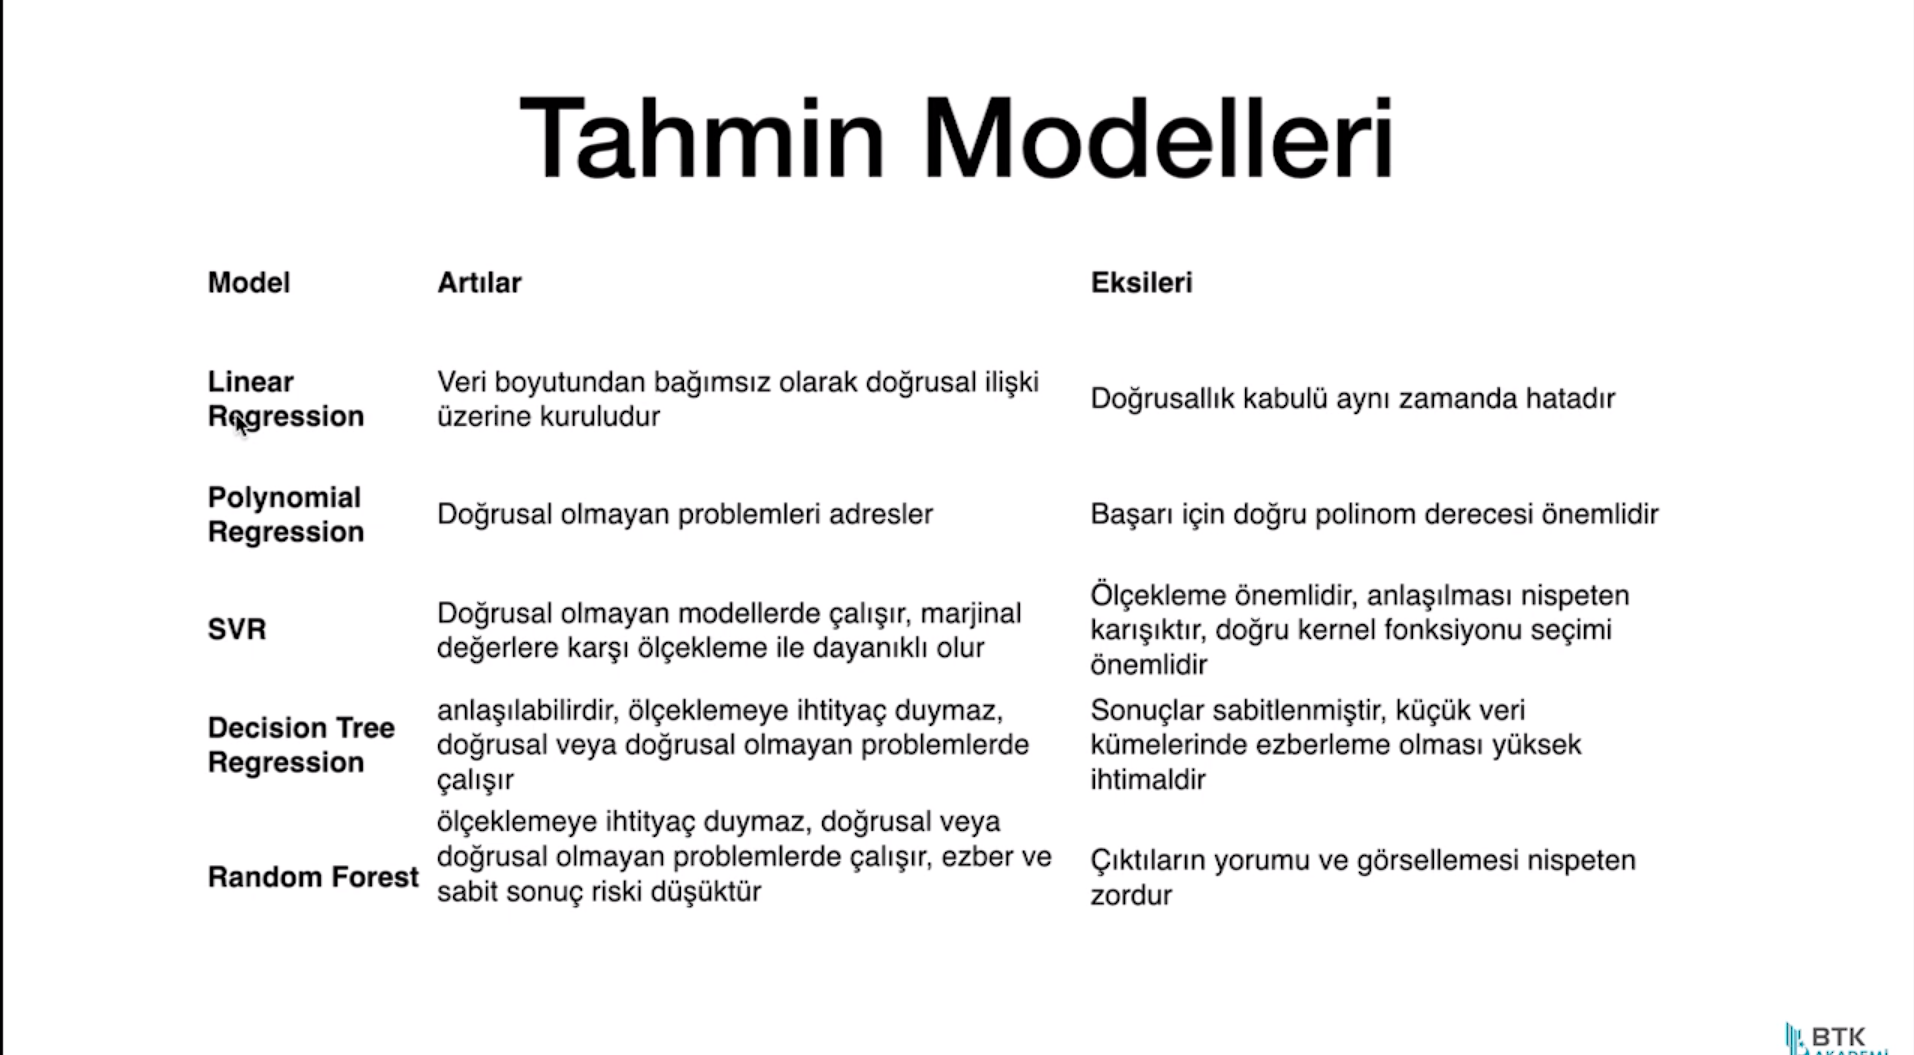 Tahmin Modelleri
Model Artılar Eksileri
Linear
Regression
Veri boyutundan bağımsız olarak doğrusal ilişki
üzerine kuruludur
Doğrusallık kabulü aynı zamanda hatadır
Polynomial
Regression
Doğrusal olmayan problemleri adresler
Başarı için doğru polinom derecesi önemlidir
SVR
Doğrusal olmayan modellerde çalışır, marjinal
değerlere karşı ölçekleme ile dayanıklı olur
Ölçekleme önemlidir, anlaşılması nispeten
karışıktır, doğru kernel fonksiyonu seçimi
önemlidir
Decision Tree
Regression
anlaşılabilirdir, ölçeklemeye ihtityaç duymaz,
doğrusal veya doğrusal olmayan problemlerde
çalışır
Sonuçlar sabitlenmiştir, küçük veri
kümelerinde ezberleme olması yüksek
ihtimaldir
Random Forest
ölçeklemeye ihtityaç duymaz, doğrusal veya
doğrusal olmayan problemlerde çalışır, ezber ve
sabit sonuç riski düşüktür
Çıktıların yorumu ve görsellemesi nispeten
zordur
BTK
AKADEMİ